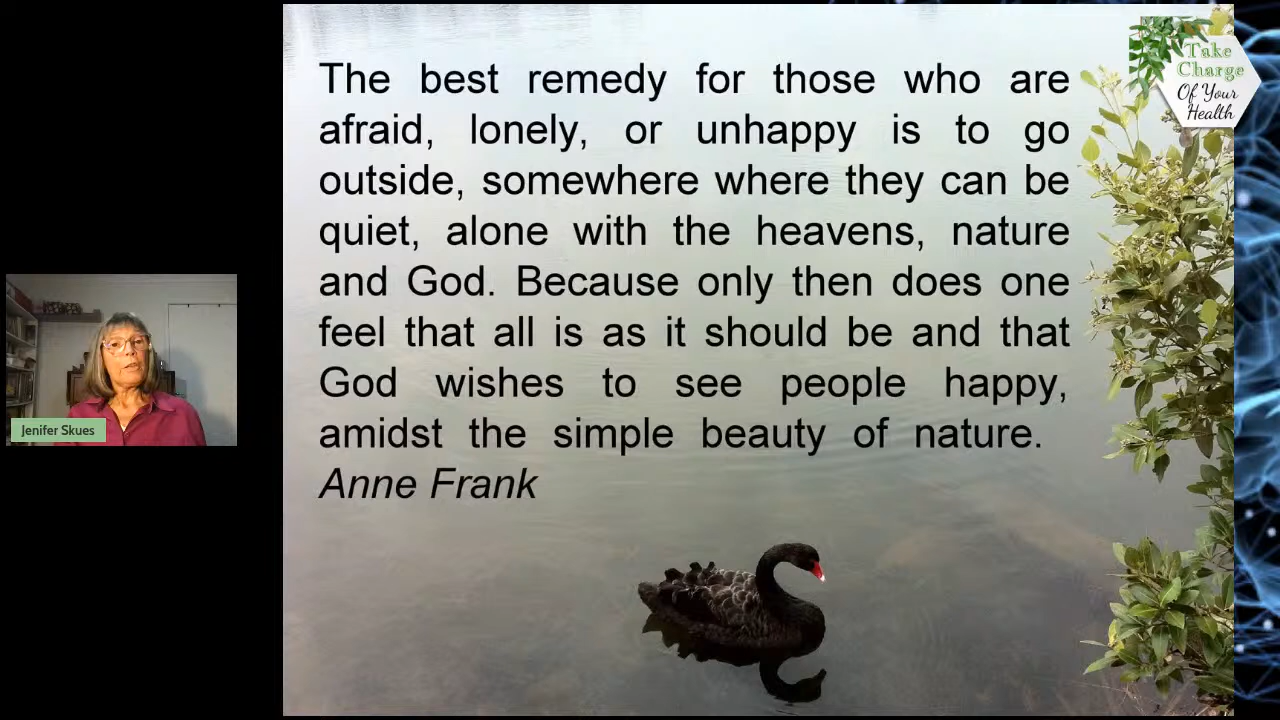 The best remedy for those who are
afraid, lonely, or unhappy is to go
outside, somewhere where they can be
quiet, alone with the heavens, nature
and God. Because only then does one
feel that all is as it should be and that
God wishes to see people happy,
amidst the simple beauty of nature.
Anne Frank
Take
Charge
Of Your
Health
Jenifer Skues